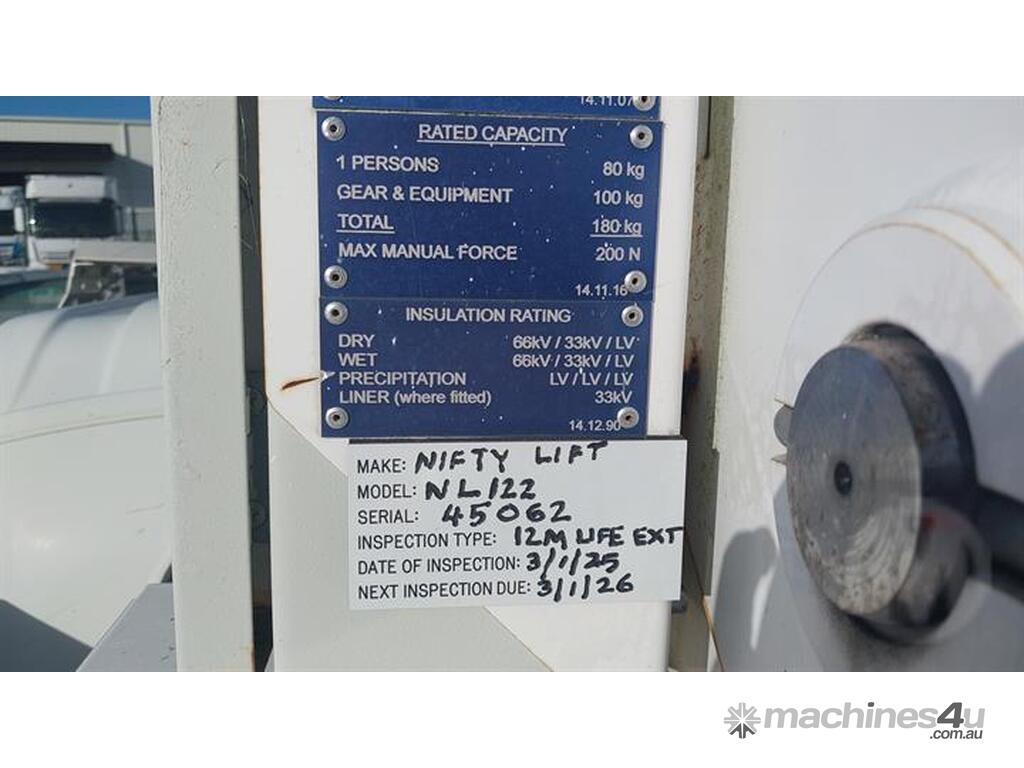 14.11.07
RATED CAPACITY
1 PERSONS 80 kg
GEAR & EQUIPMENT 100 kg
TOTAL 180 kg
MAX MANUAL FORCE 200 N
14.11.16
INSULATION RATING
DRY 66kV / 33kV / LV
WET 66kV / 33kV / LV
PRECIPITATION LV / LV / LV
LINER (where fitted) 33kV
14.12.90
MAKE: NIFTY LIFT
MODEL: NL122
SERIAL: 45062
INSPECTION TYPE: 12M LIFE EXT
DATE OF INSPECTION: 3/1/25
NEXT INSPECTION DUE: 3/1/26
machines4u
.com.au